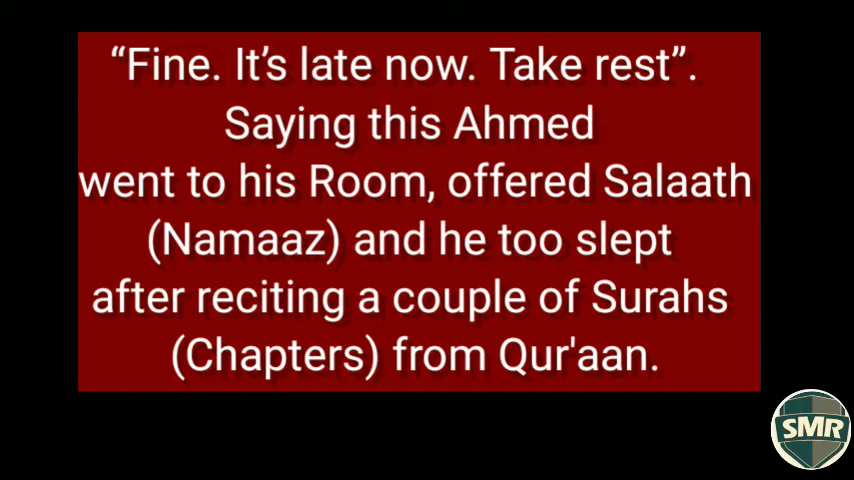 “Fine. It’s late now. Take rest”.
Saying this Ahmed
went to his Room, offered Salaath
(Namaaz) and he too slept
after reciting a couple of Surahs
(Chapters) from Qur'aan.
SMR